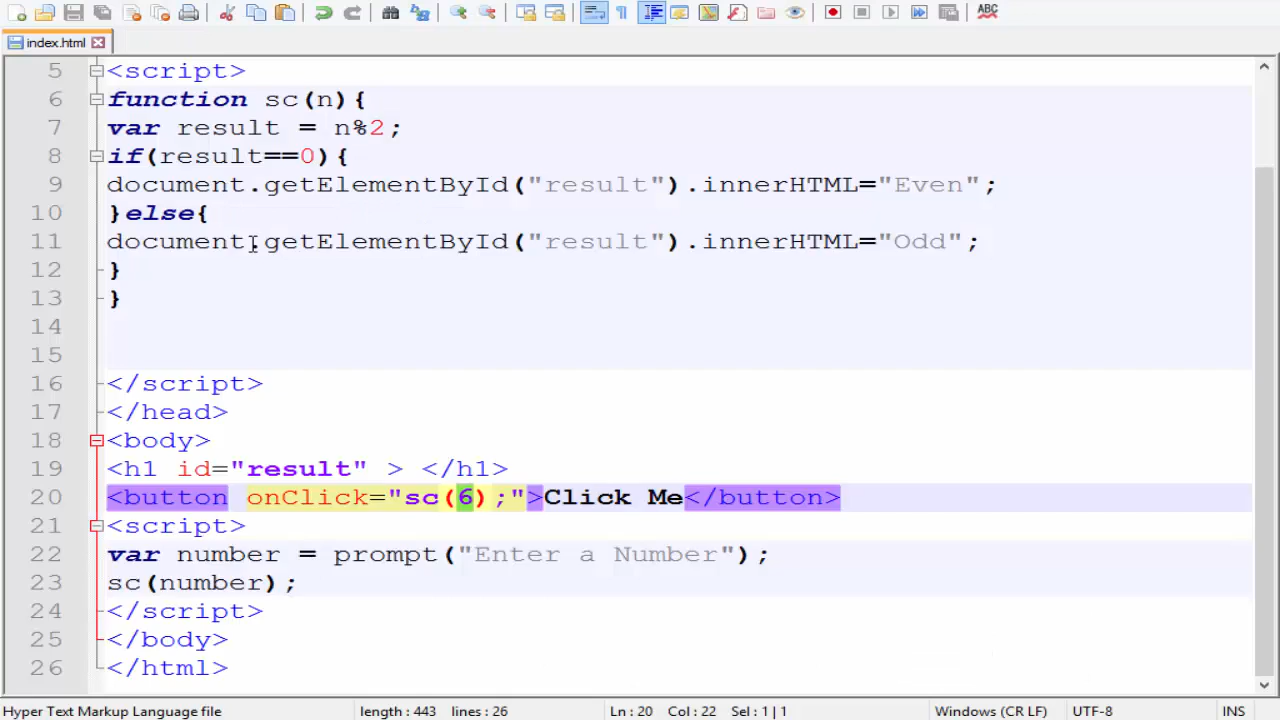 ABC
index.html
5 <script>
6 function sc(n){
7 var result = n%2;
8 if(result==0){
9 document.getElementById("result").innerHTML="Even";
10 }else{
11 document.getElementById("result").innerHTML="Odd";
12 }
13 }
14
15
16 </script>
17 </head>
18 <body>
19 <h1 id="result" > </h1>
20 <button onClick="sc(6);">Click Me</button>
21 <script>
22 var number = prompt("Enter a Number");
23 sc(number);
24 </script>
25 </body>
26 </html>
Hyper Text Markup Language file length : 443 lines : 26 Ln : 20 Col : 22 Sel : 1 | 1 Windows (CR LF) UTF-8 INS